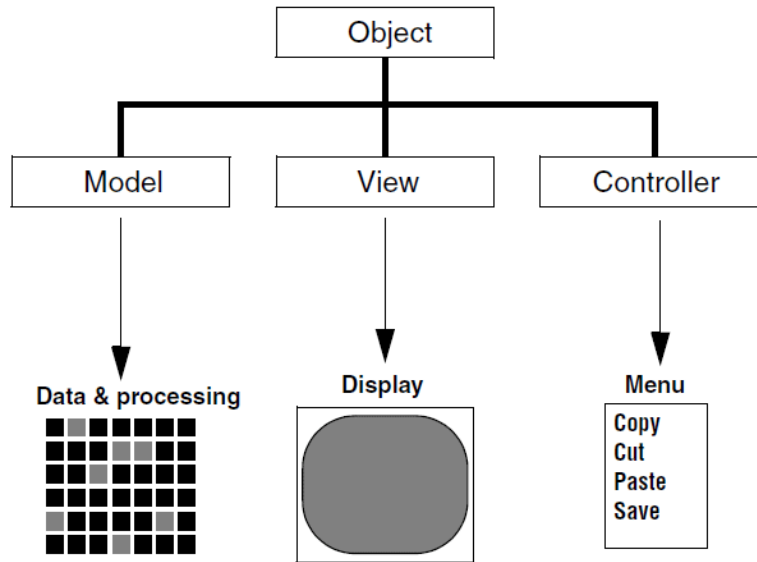 Object
Model
View
Controller
Data & processing
Display
Menu
Copy
Cut
Paste
Save